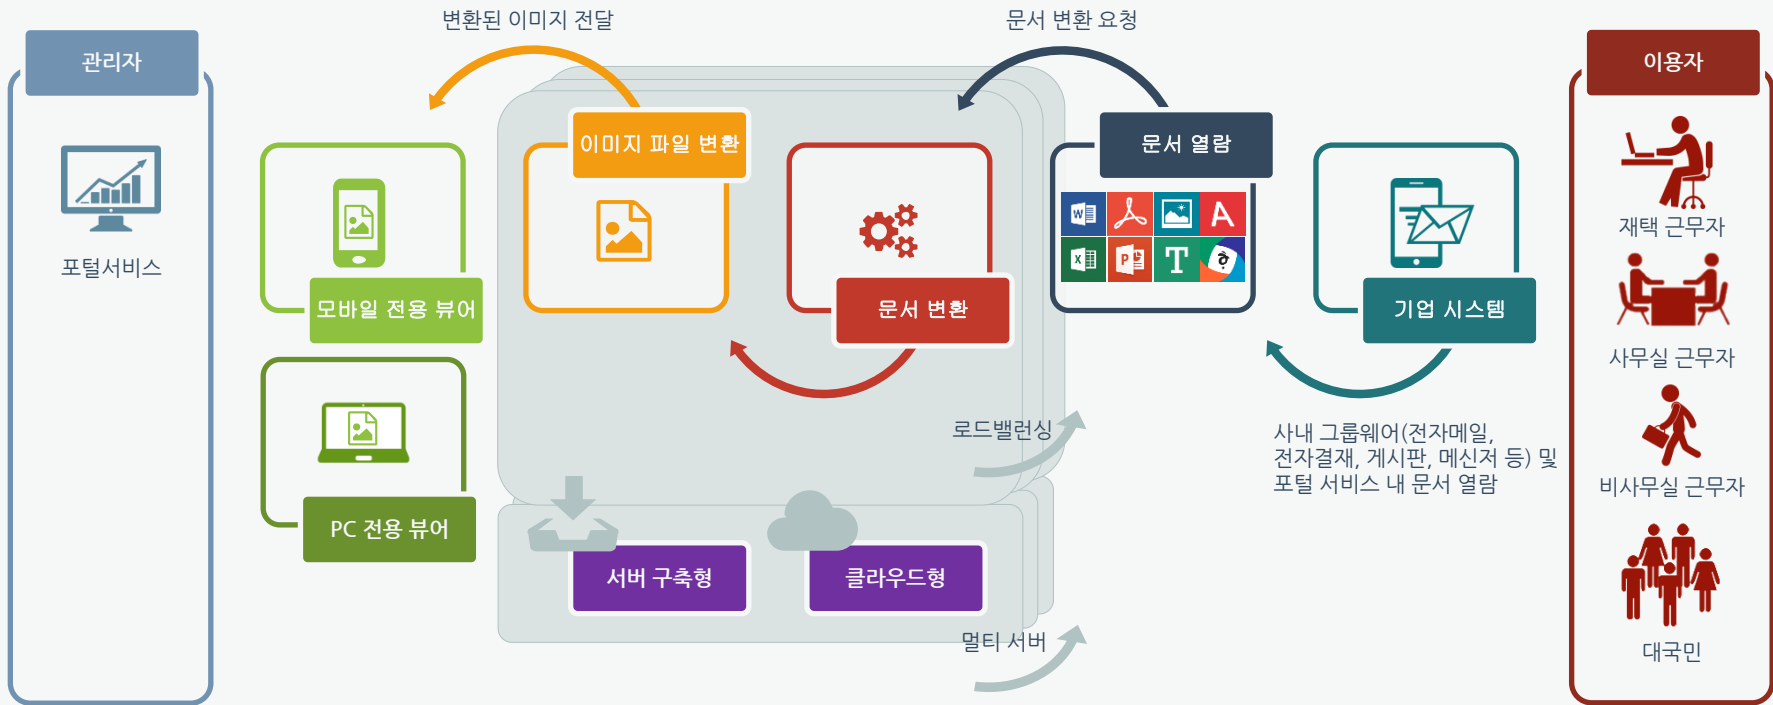 변환된 이미지 전달
문서 변환 요청
관리자
이용자
이미지 파일 변환
문서 열람
포털서비스
모바일 전용 뷰어
문서 변환
W
A
X
P
T
기업 시스템
재택 근무자
사무실 근무자
로드밸런싱
사내 그룹웨어(전자메일,
전자결재, 게시판, 메신저 등) 및
포털 서비스 내 문서 열람
비사무실 근무자
PC 전용 뷰어
서버 구축형
클라우드형
멀티 서버
대국민